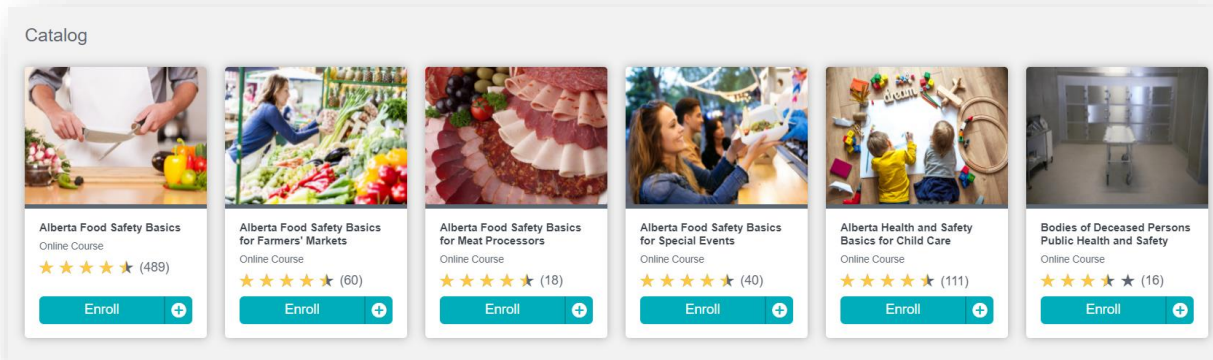 Catalog
dream
Alberta Food Safety Basics
Online Course
(489)
Enroll
Alberta Food Safety Basics
for Farmers' Markets
Online Course
(60)
Enroll
Alberta Food Safety Basics
for Meat Processors
Online Course
(18)
Enroll
Alberta Food Safety Basics
for Special Events
Online Course
(40)
Enroll
Alberta Health and Safety
Basics for Child Care
Online Course
(111)
Enroll
Bodies of Deceased Persons
Public Health and Safety
Online Course
(16)
Enroll